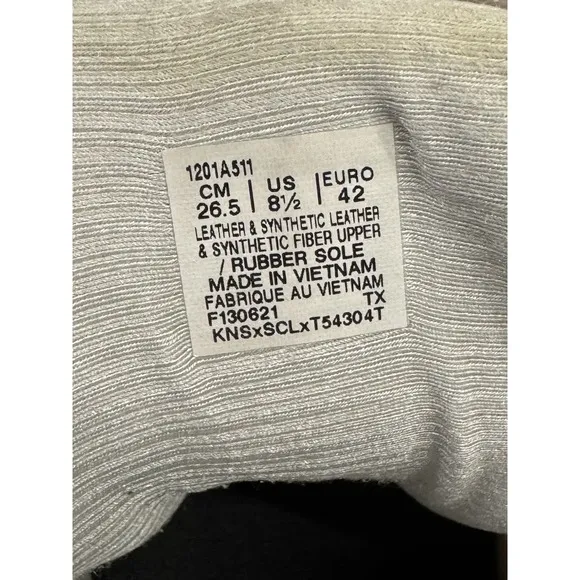 1201A511
CM | US | EURO
26.5 8½ 42
LEATHER & SYNTHETIC LEATHER
& SYNTHETIC FIBER UPPER
/ RUBBER SOLE
MADE IN VIETNAM
FABRIQUE AU VIETNAM
F130621 TX
KNSxSCLxT54304T